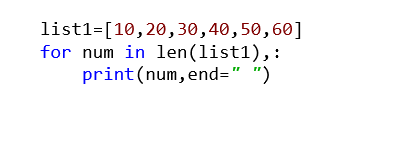 list1=[10,20,30,40,50,60]
for num in len(list1),:
    print(num,end=" ")